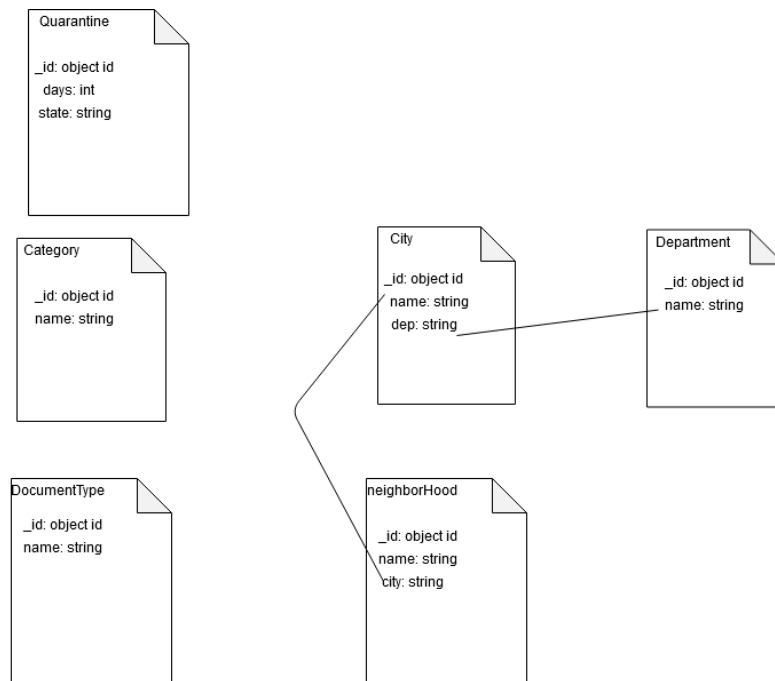 Quarantine
_id: object id
days: int
state: string
Category
_id: object id
name: string
City
_id: object id
name: string
dep: string
Department
_id: object id
name: string
DocumentType
_id: object id
name: string
neighborHood
_id: object id
name: string
city: string